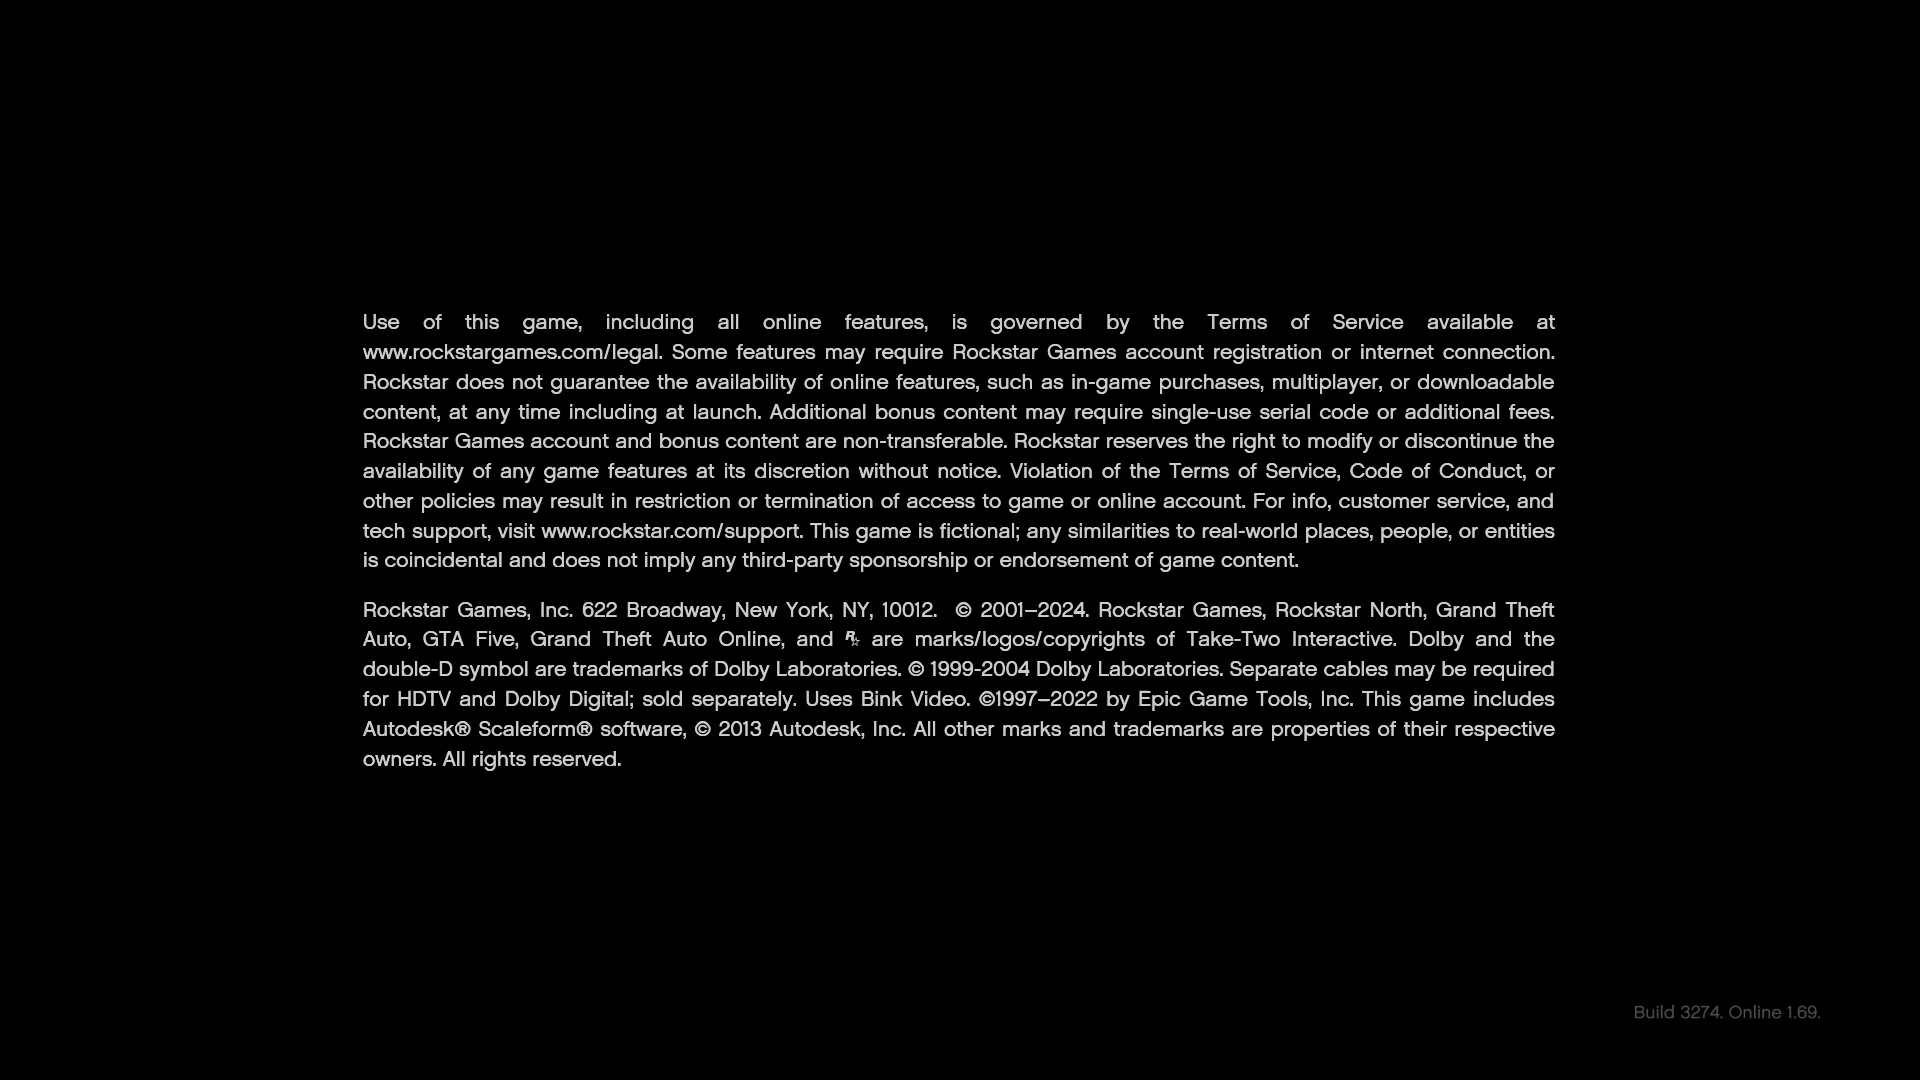 Use of this game, including all online features, is governed by the Terms of Service available at
www.rockstargames.com/legal. Some features may require Rockstar Games account registration or internet connection.
Rockstar does not guarantee the availability of online features, such as in-game purchases, multiplayer, or downloadable
content, at any time including at launch. Additional bonus content may require single-use serial code or additional fees.
Rockstar Games account and bonus content are non-transferable. Rockstar reserves the right to modify or discontinue the
availability of any game features at its discretion without notice. Violation of the Terms of Service, Code of Conduct, or
other policies may result in restriction or termination of access to game or online account. For info, customer service, and
tech support, visit www.rockstar.com/support. This game is fictional; any similarities to real-world places, people, or entities
is coincidental and does not imply any third-party sponsorship or endorsement of game content.
Rockstar Games, Inc. 622 Broadway, New York, NY, 10012. © 2001–2024. Rockstar Games, Rockstar North, Grand Theft
Auto, GTA Five, Grand Theft Auto Online, and R☆ are marks/logos/copyrights of Take-Two Interactive. Dolby and the
double-D symbol are trademarks of Dolby Laboratories. © 1999-2004 Dolby Laboratories. Separate cables may be required
for HDTV and Dolby Digital; sold separately. Uses Bink Video. ©1997–2022 by Epic Game Tools, Inc. This game includes
Autodesk® Scaleform® software, © 2013 Autodesk, Inc. All other marks and trademarks are properties of their respective
owners. All rights reserved.
Build 3274. Online 1.69.